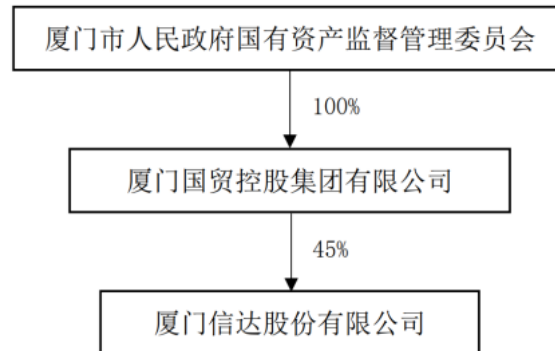 厦门市人民政府国有资产监督管理委员会
100%
厦门国贸控股集团有限公司
45%
厦门信达股份有限公司